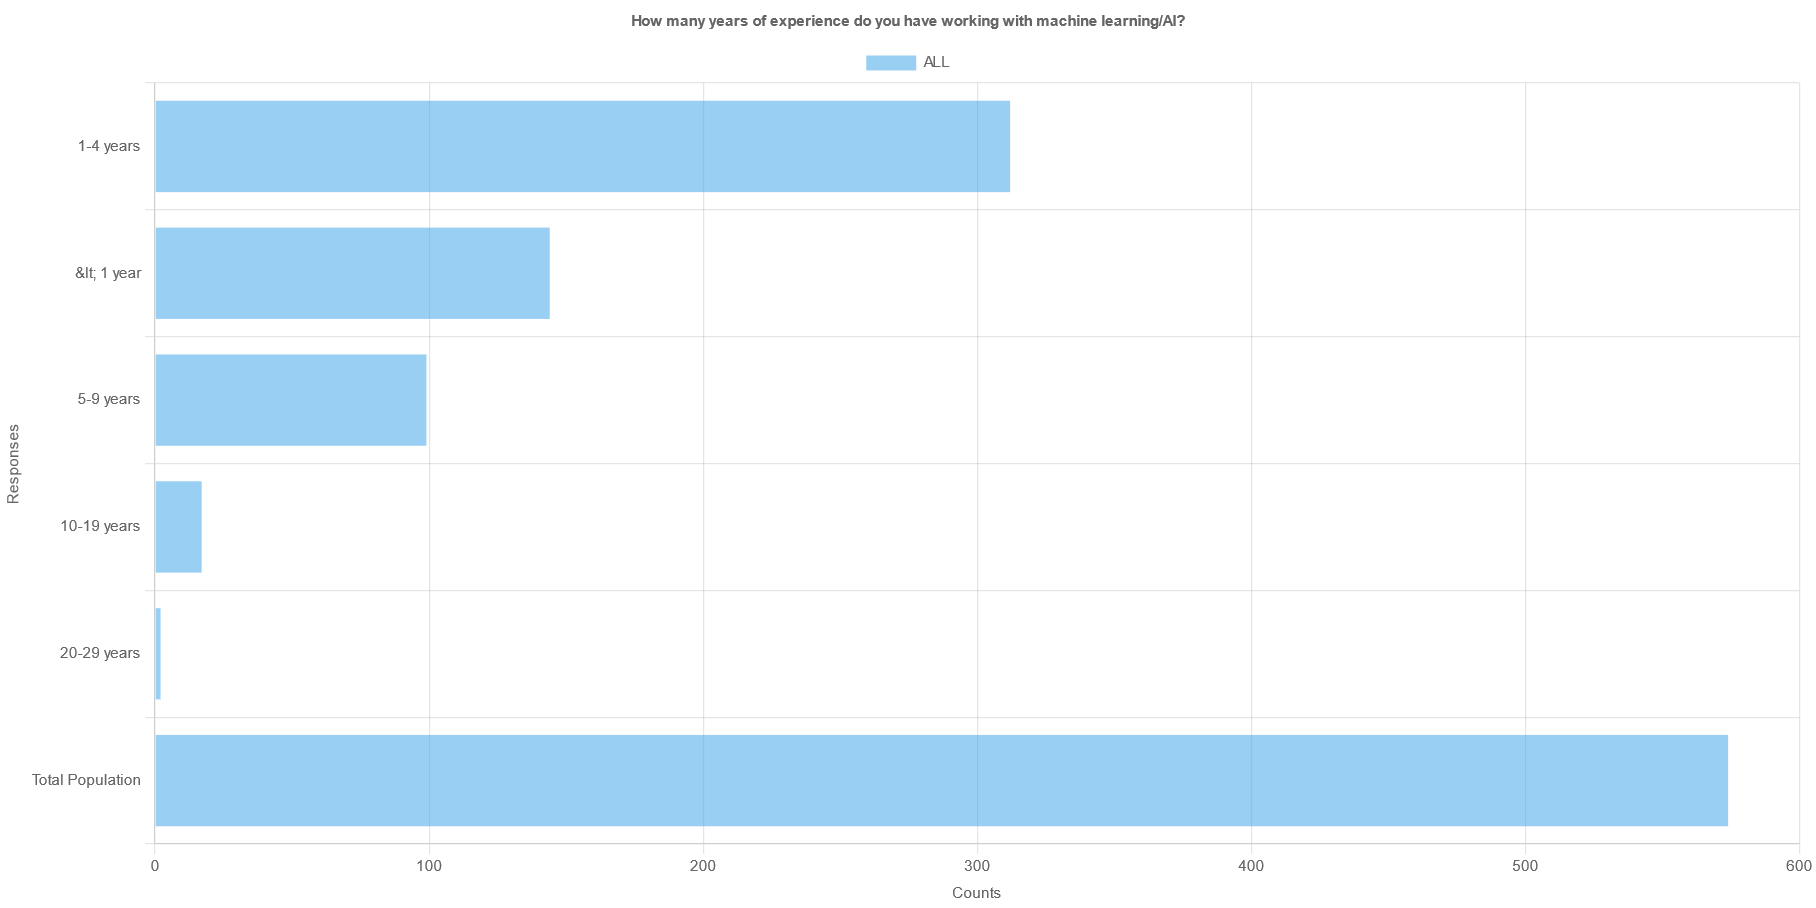 How many years of experience do you have working with machine learning/AI?
ALL
Responses
1-4 years
&lt; 1 year
5-9 years
10-19 years
20-29 years
Total Population
0 100 200 300 400 500 600
Counts